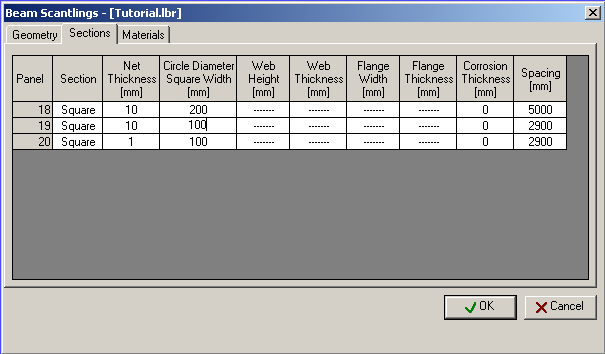 Beam Scantlings - [Tutorial.lbr]
Geometry Sections Materials
Panel Section Net Thickness [mm] Circle Diameter Square Width [mm] Web Height [mm] Web Thickness [mm] Flange Width [mm] Flange Thickness [mm] Corrosion Thickness [mm] Spacing [mm]
18 Square 10 200 ------- ------- ------- ------- 0 5000
19 Square 10 100 ------- ------- ------- ------- 0 2900
20 Square 1 100 ------- ------- ------- ------- 0 2900
OK Cancel